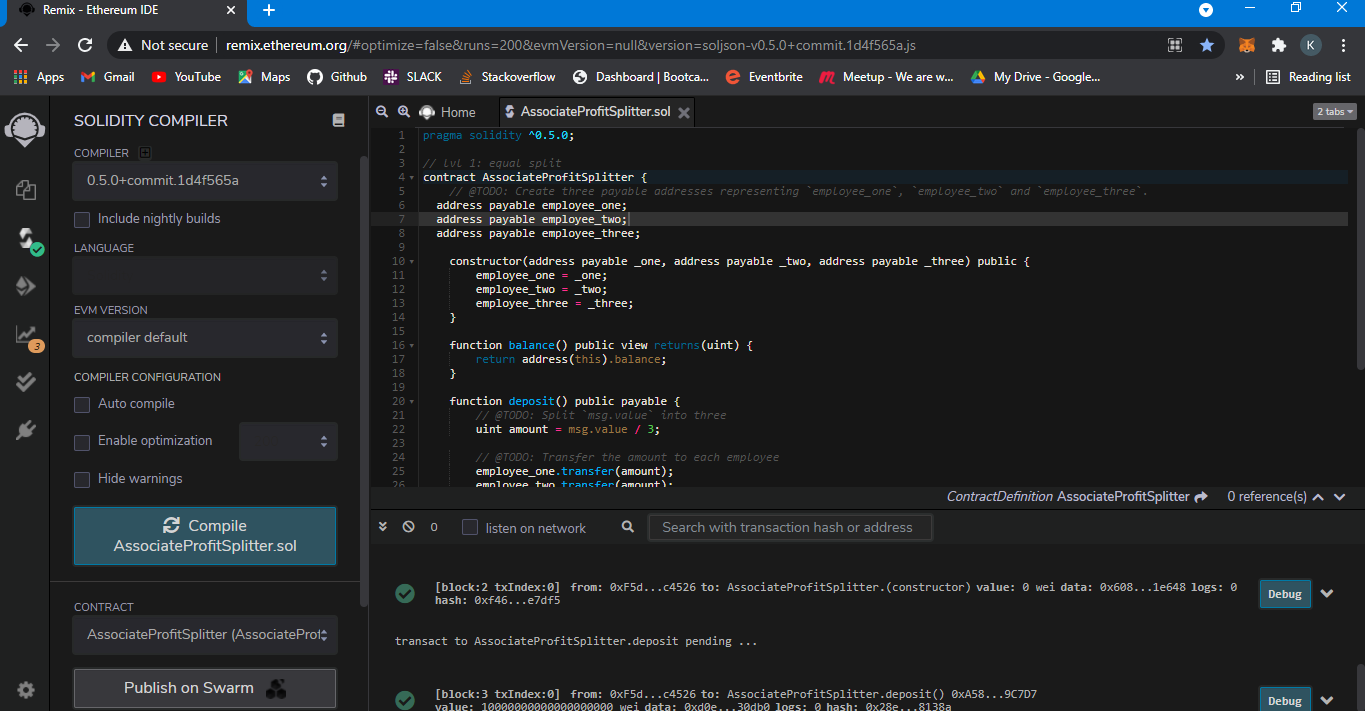 Remix - Ethereum IDE
Not secure
remix.ethereum.org/#optimize=false&runs=200&evmVersion=null&version=soljson-v0.5.0+commit.1d4f565a.js
K
Apps
Gmail
YouTube
Maps
Github
SLACK
Stackoverflow
Dashboard | Bootca...
Eventbrite
Meetup - We are w...
My Drive - Google...
»
Reading list
SOLIDITY COMPILER
COMPILER
0.5.0+commit.1d4f565a
Include nightly builds
LANGUAGE
EVM VERSION
compiler default
COMPILER CONFIGURATION
Auto compile
Enable optimization
Hide warnings
Compile
AssociateProfitSplitter.sol
CONTRACT
AssociateProfitSplitter (AssociateProf
Publish on Swarm
3
Home
AssociateProfitSplitter.sol
2 tabs
1 pragma solidity ^0.5.0;
2
3 // lvl 1: equal split
4 contract AssociateProfitSplitter {
5 // @TODO: Create three payable addresses representing `employee_one`, `employee_two` and `employee_three`.
6 address payable employee_one;
7 address payable employee_two;
8 address payable employee_three;
9
10 constructor(address payable _one, address payable _two, address payable _three) public {
11 employee_one = _one;
12 employee_two = _two;
13 employee_three = _three;
14 }
15
16 function balance() public view returns(uint) {
17 return address(this).balance;
18 }
19
20 function deposit() public payable {
21 // @TODO: Split `msg.value` into three
22 uint amount = msg.value / 3;
23
24 // @TODO: Transfer the amount to each employee
25 employee_one.transfer(amount);
26 employee_two.transfer(amount);
ContractDefinition AssociateProfitSplitter
0 reference(s)
0
listen on network
Search with transaction hash or address
[block:2 txIndex:0] from: 0xF5d...c4526 to: AssociateProfitSplitter.(constructor) value: 0 wei data: 0x608...1e648 logs: 0
hash: 0xf46...e7df5
Debug
transact to AssociateProfitSplitter.deposit pending ...
[block:3 txIndex:0] from: 0xF5d...c4526 to: AssociateProfitSplitter.deposit() 0xA58...9C7D7
wei data: 0xd0e...30db0 logs: 0 hash: 0x28e...8138a
Debug